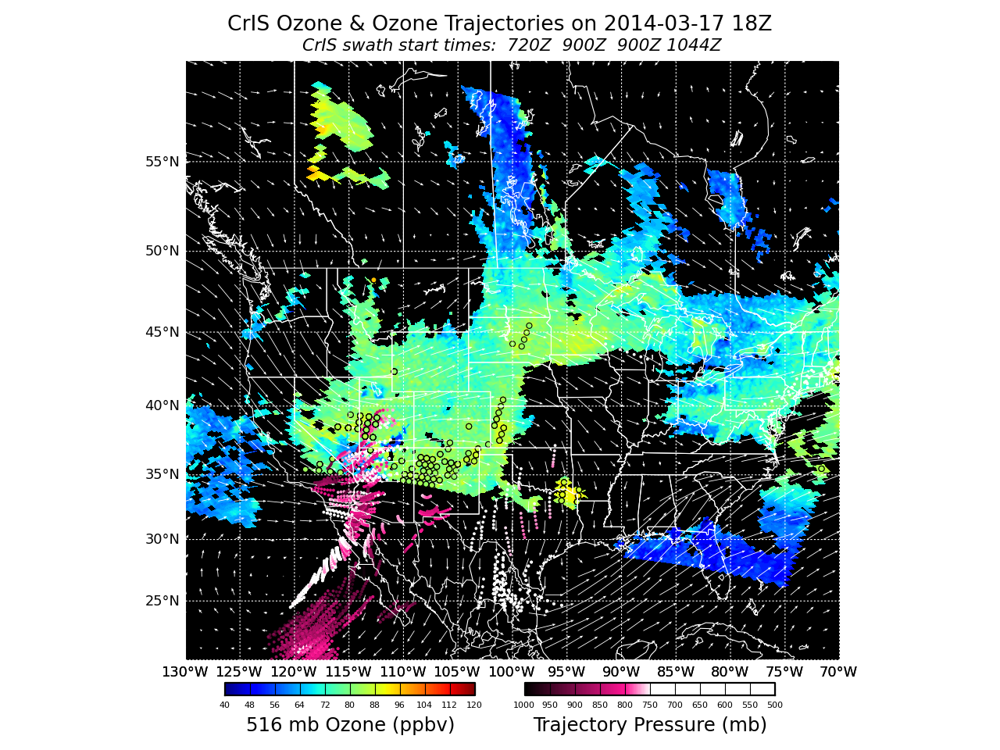 CrIS Ozone & Ozone Trajectories on 2014-03-17 18Z
CrIS swath start times:  720Z  900Z  900Z 1044Z
55°N
50°N
45°N
40°N
35°N
30°N
25°N
130°W 125°W 120°W 115°W 110°W 105°W 100°W 95°W 90°W 85°W 80°W 75°W 70°W
40 48 56 64 72 80 88 96 104 112 120
1000 950 900 850 800 750 700 650 600 550 500
516 mb Ozone (ppbv)
Trajectory Pressure (mb)